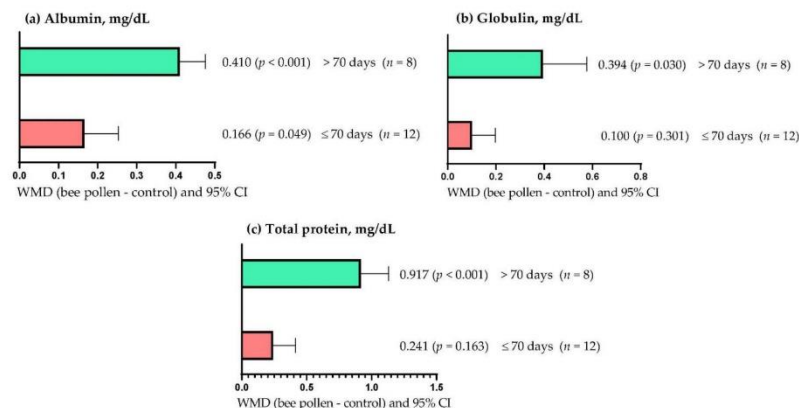 (a) Albumin, mg/dL
0.410 (p < 0.001) > 70 days (n = 8)
0.166 (p = 0.049) ≤ 70 days (n = 12)
0.0 0.1 0.2 0.3 0.4 0.5
WMD (bee pollen - control) and 95% CI
(b) Globulin, mg/dL
0.394 (p = 0.030) > 70 days (n = 8)
0.100 (p = 0.301) ≤ 70 days (n = 12)
0.0 0.2 0.4 0.6 0.8
WMD (bee pollen - control) and 95% CI
(c) Total protein, mg/dL
0.917 (p < 0.001) > 70 days (n = 8)
0.241 (p = 0.163) ≤ 70 days (n = 12)
0.0 0.5 1.0 1.5
WMD (bee pollen - control) and 95% CI